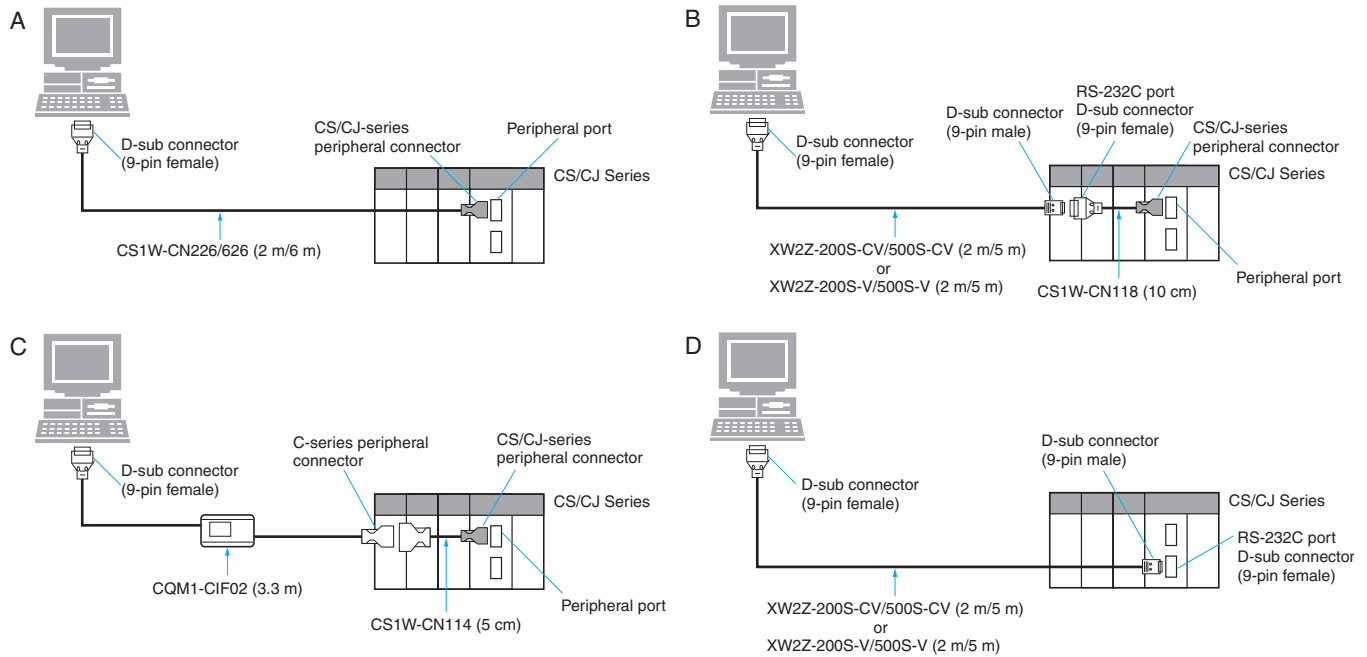 A
D-sub connector
(9-pin female)
CS/CJ-series
peripheral connector
Peripheral port
CS/CJ Series
CS1W-CN226/626 (2 m/6 m)
B
D-sub connector
(9-pin female)
D-sub connector
(9-pin male)
RS-232C port
D-sub connector
(9-pin female)
CS/CJ-series
peripheral connector
CS/CJ Series
XW2Z-200S-CV/500S-CV (2 m/5 m)
or
XW2Z-200S-V/500S-V (2 m/5 m)
CS1W-CN118 (10 cm)
Peripheral port
C
D-sub connector
(9-pin female)
C-series peripheral
connector
CS/CJ-series
peripheral connector
CS/CJ Series
CQM1-CIF02 (3.3 m)
CS1W-CN114 (5 cm)
Peripheral port
D
D-sub connector
(9-pin female)
D-sub connector
(9-pin male)
CS/CJ Series
RS-232C port
D-sub connector
(9-pin female)
XW2Z-200S-CV/500S-CV (2 m/5 m)
or
XW2Z-200S-V/500S-V (2 m/5 m)